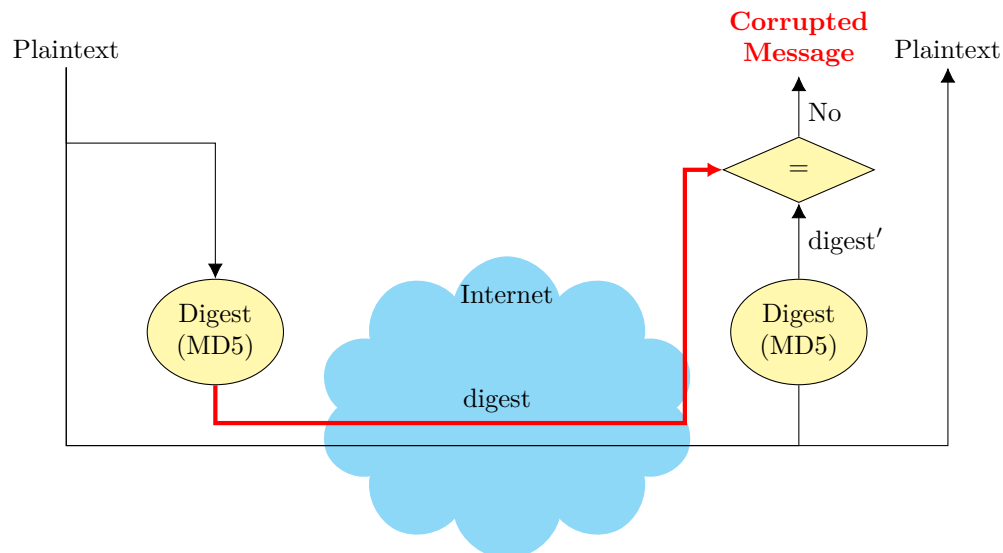 Corrupted
Message
Plaintext
Plaintext
No
=
digest′
Internet
Digest
(MD5)
Digest
(MD5)
digest